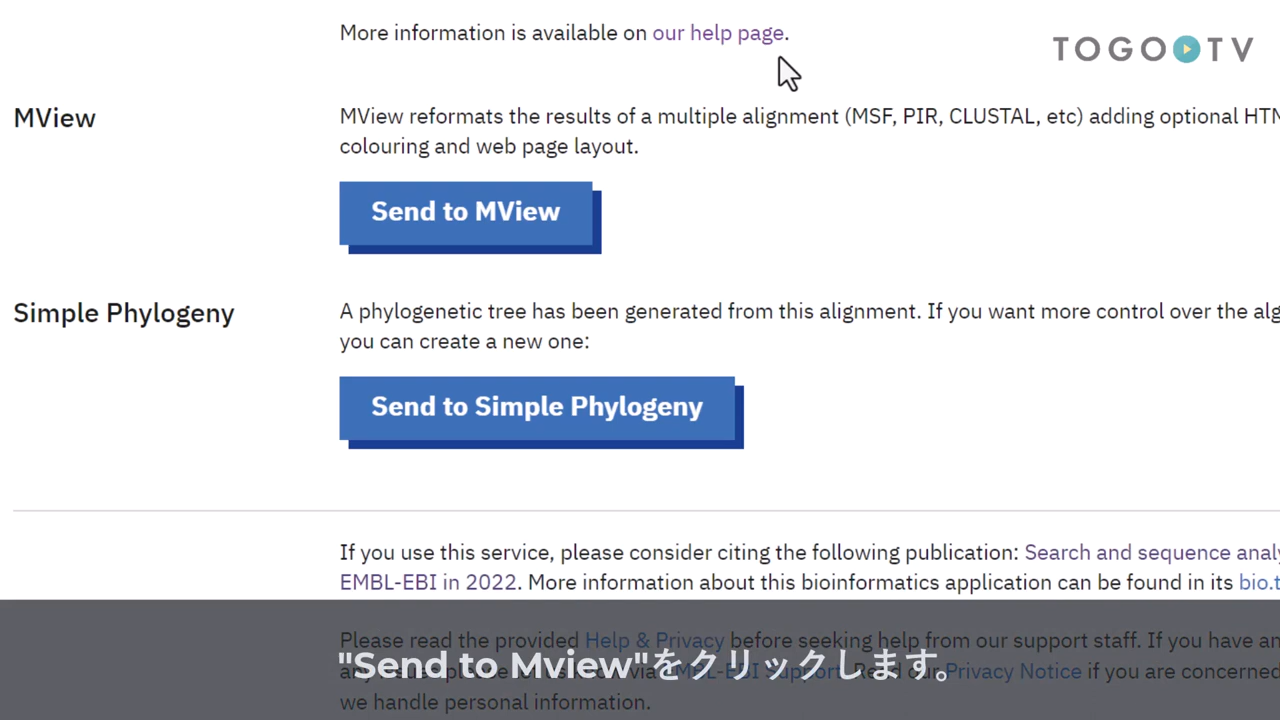 More information is available on our help page.
TOGO TV
MView
MView reformats the results of a multiple alignment (MSF, PIR, CLUSTAL, etc) adding optional
colouring and web page layout.
Send to MView
Simple Phylogeny
A phylogenetic tree has been generated from this alignment. If you want more control over the
you can create a new one:
Send to Simple Phylogeny
If you use this service, please consider citing the following publication: Search and sequence
EMBL-EBI in 2022. More information about this bioinformatics application can be found in its
Please read the provided Help & Privacy before seeking help from our support staff. If you have
"Send to Mview"をクリックします。
EMBL-EBI Support. Read our Privacy Notice if you are concerned
we handle personal information.